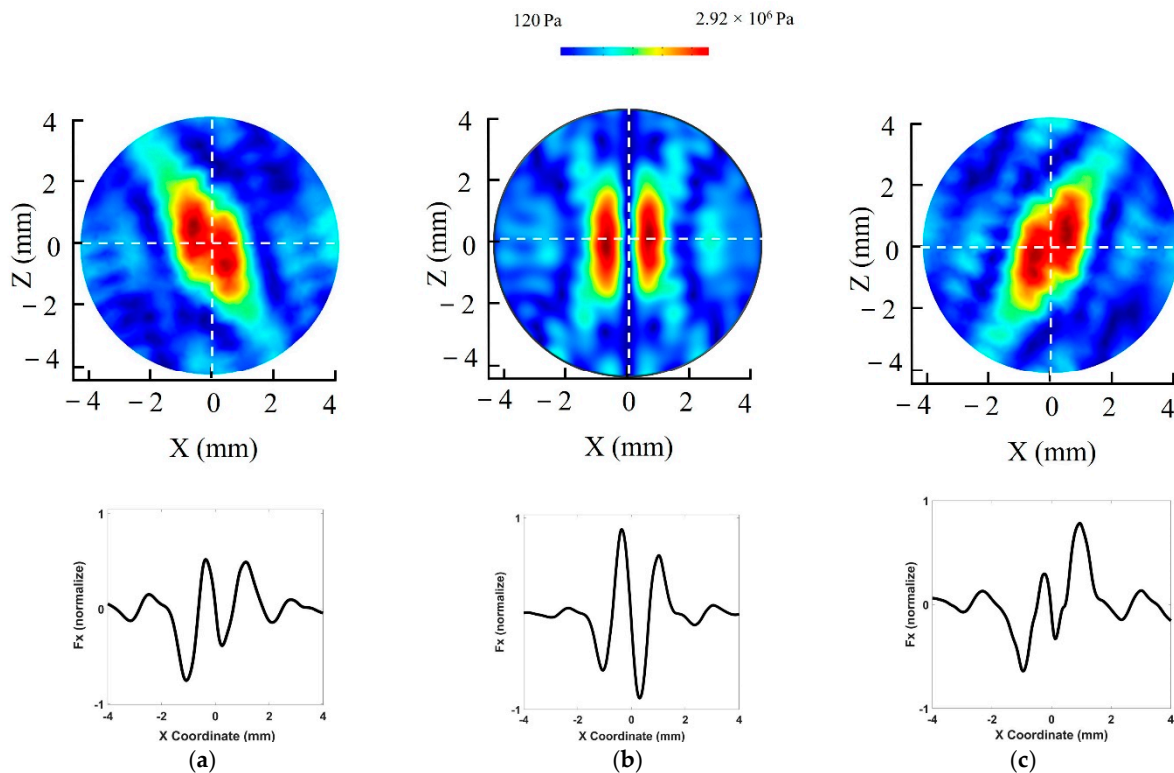 120 Pa 2.92 × 10⁶ Pa
4 4 4
2 2 2
Z (mm) 0 Z (mm) 0 Z (mm) 0
− 2 − 2 − 2
− 4 − 4 − 4
− 4 − 2 0 2 4 − 4 − 2 0 2 4 − 4 − 2 0 2 4
X (mm) X (mm) X (mm)
1 1 1
Fx (normalize) 0 Fx (normalize) 0 Fx (normalize) 0
-1 -1 -1
-4 -2 0 2 4 -4 -2 0 2 4 -4 -2 0 2 4
X Coordinate (mm) X Coordinate (mm) X Coordinate (mm)
(a) (b) (c)